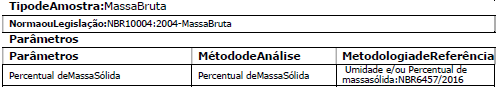 TipodeAmostra:MassaBruta
NormaouLegislação:NBR10004:2004-MassaBruta
Parâmetros
Parâmetros MétododeAnálise MetodologiadeReferência
Percentual deMassaSólida Percentual deMassaSólida Umidade e/ou Percentual de
massasólida:NBR6457/2016